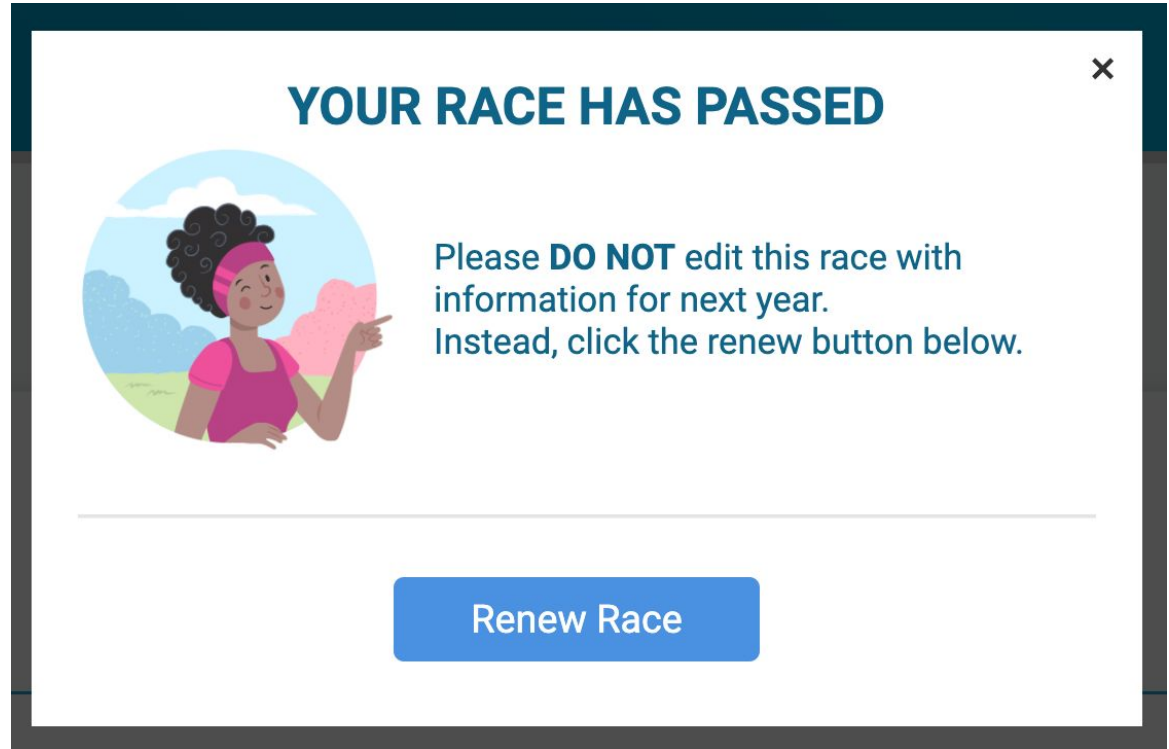 YOUR RACE HAS PASSED
Please DO NOT edit this race with
information for next year.
Instead, click the renew button below.
Renew Race